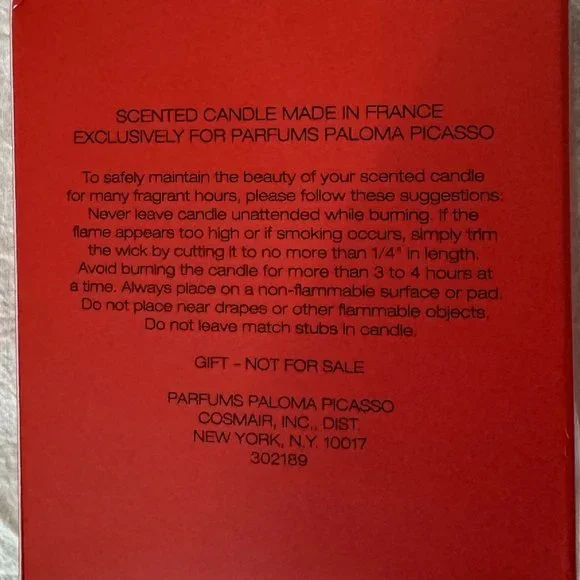 SCENTED CANDLE MADE IN FRANCE
EXCLUSIVELY FOR PARFUMS PALOMA PICASSO
To safely maintain the beauty of your scented candle
for many fragrant hours, please follow these suggestions:
Never leave candle unattended while burning. If the
flame appears too high or if smoking occurs, simply trim
the wick by cutting it to no more than 1/4" in length.
Avoid burning the candle for more than 3 to 4 hours at
a time. Always place on a non-flammable surface or pad.
Do not place near drapes or other flammable objects.
Do not leave match stubs in candle.
GIFT – NOT FOR SALE
PARFUMS PALOMA PICASSO
COSMAIR, INC., DIST.
NEW YORK, N.Y. 10017
302189